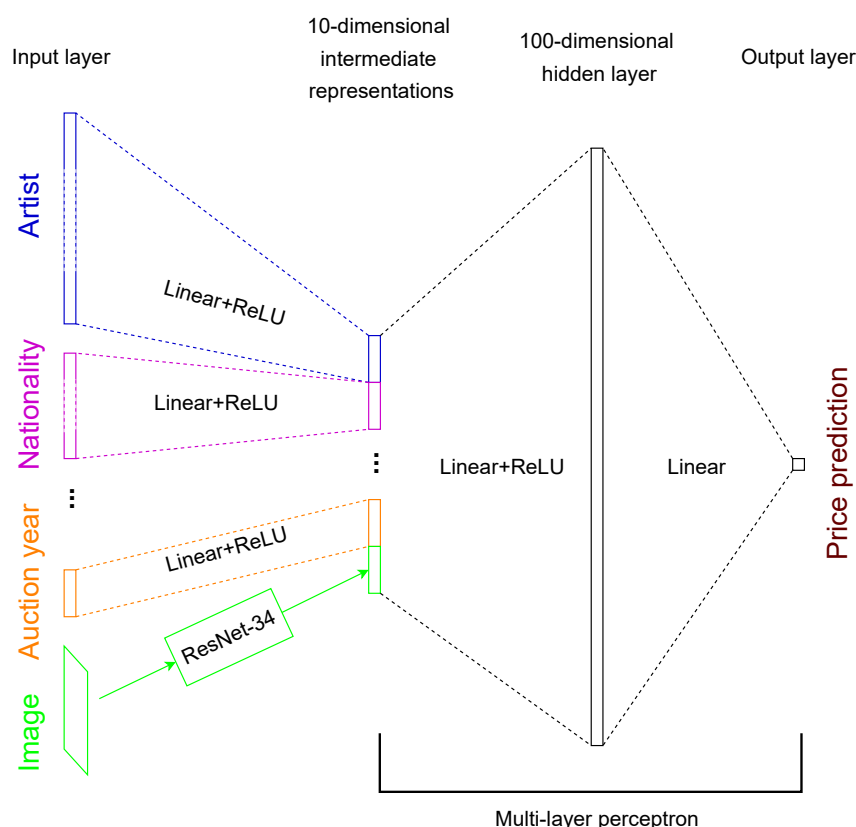 Input layer
10-dimensional
intermediate
representations
100-dimensional
hidden layer
Output layer
Artist
Linear+ReLU
Nationality
Linear+ReLU
...
...
Linear+ReLU
Linear
Price prediction
Auction year
Linear+ReLU
ResNet-34
Image
Multi-layer perceptron